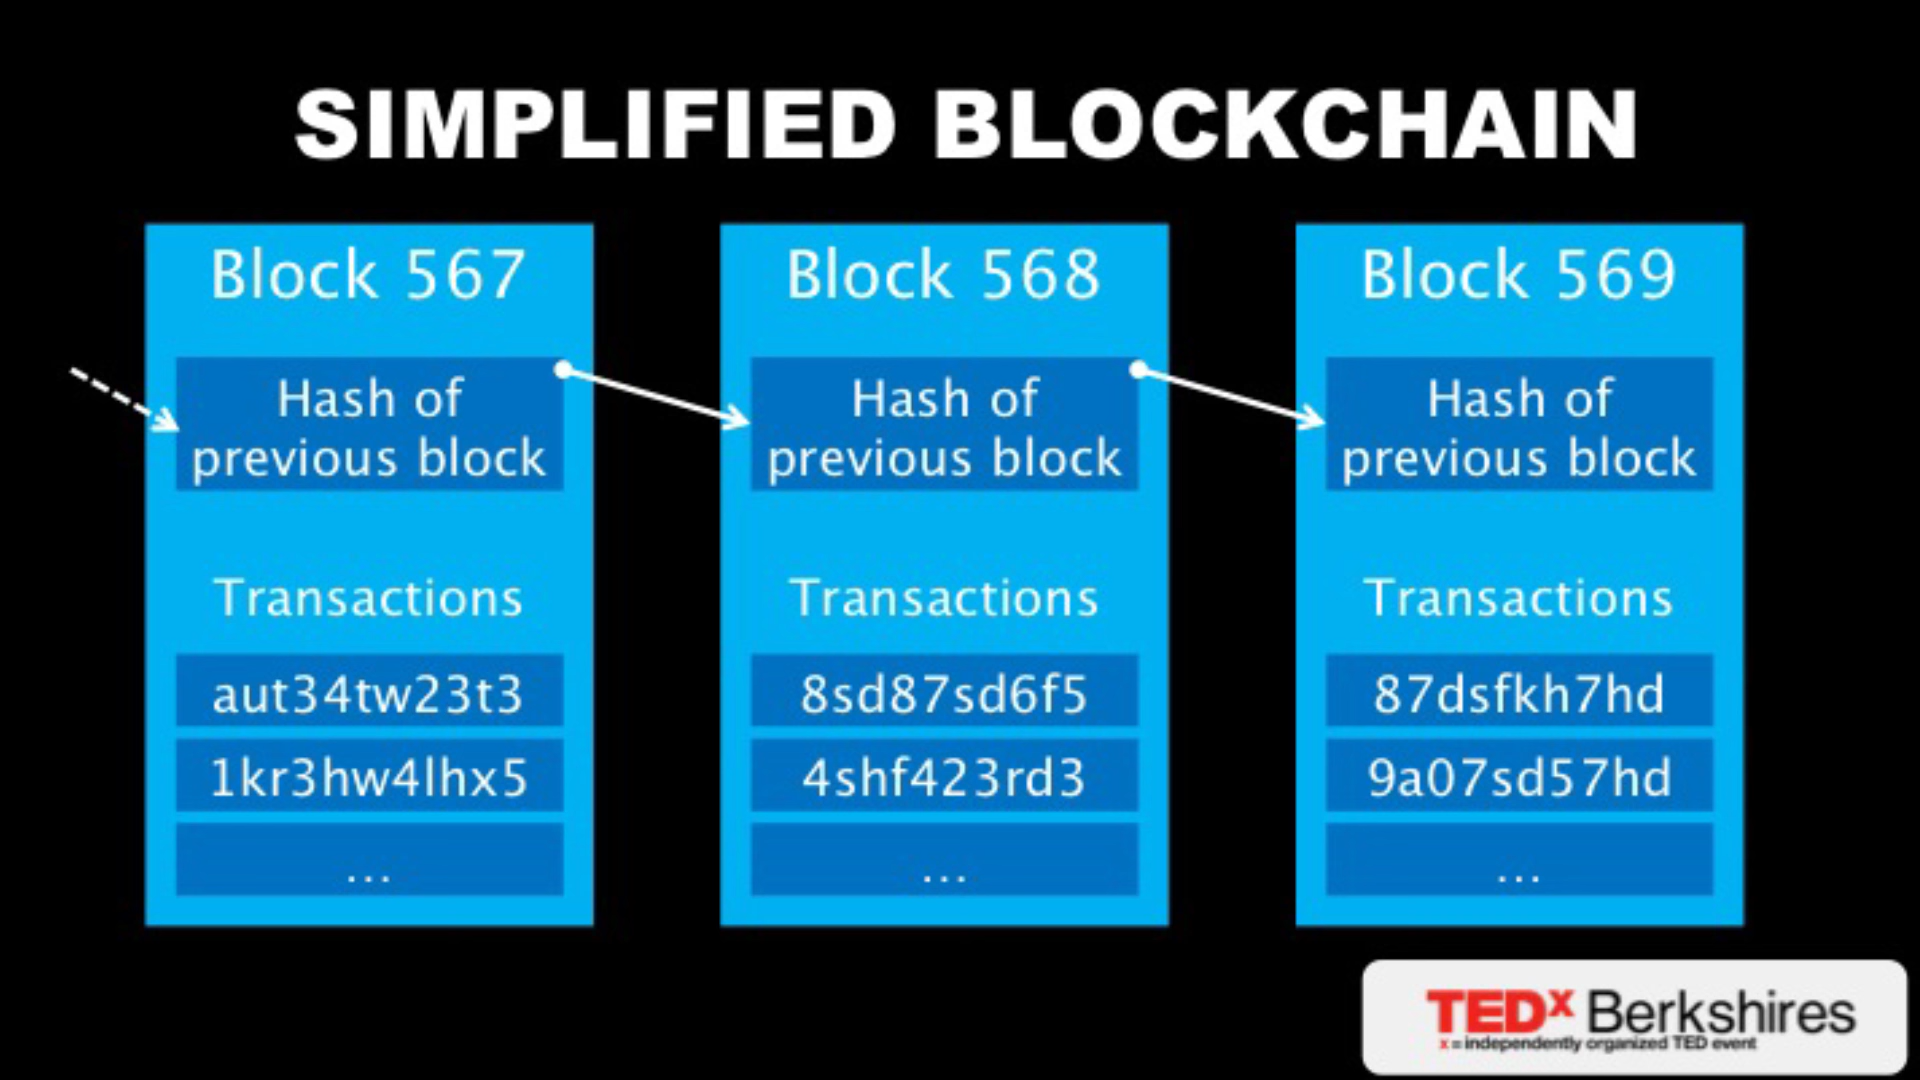 SIMPLIFIED BLOCKCHAIN
Block 567
Hash of
previous block
Transactions
aut34tw23t3
1kr3hw4lhx5
...
Block 568
Hash of
previous block
Transactions
8sd87sd6f5
4shf423rd3
...
Block 569
Hash of
previous block
Transactions
87dsfkh7hd
9a07sd57hd
...
TEDx Berkshires
x = independently organized TED event